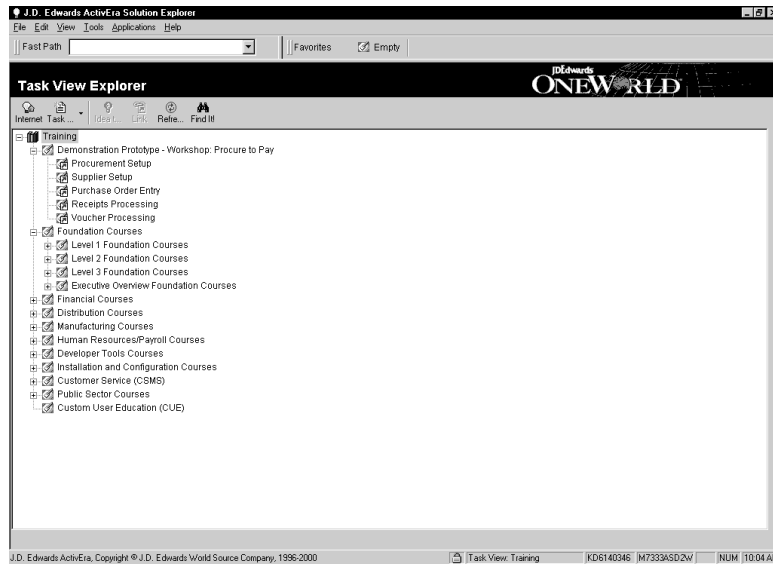 J.D. Edwards ActivEra Solution Explorer
File Edit View Tools Applications Help
Fast Path Favorites Empty
Task View Explorer
JDEdwards
ONEWORLD
Internet Task ... Idea t... Link Refre... Find It!
Training
Demonstration Prototype - Workshop: Procure to Pay
Procurement Setup
Supplier Setup
Purchase Order Entry
Receipts Processing
Voucher Processing
Foundation Courses
Level 1 Foundation Courses
Level 2 Foundation Courses
Level 3 Foundation Courses
Executive Overview Foundation Courses
Financial Courses
Distribution Courses
Manufacturing Courses
Human Resources/Payroll Courses
Developer Tools Courses
Installation and Configuration Courses
Customer Service (CSMS)
Public Sector Courses
Custom User Education (CUE)
J.D. Edwards ActivEra, Copyright © J.D. Edwards World Source Company, 1996-2000 Task View: Training KD6140346 M7333ASD2W NUM 10:04 A